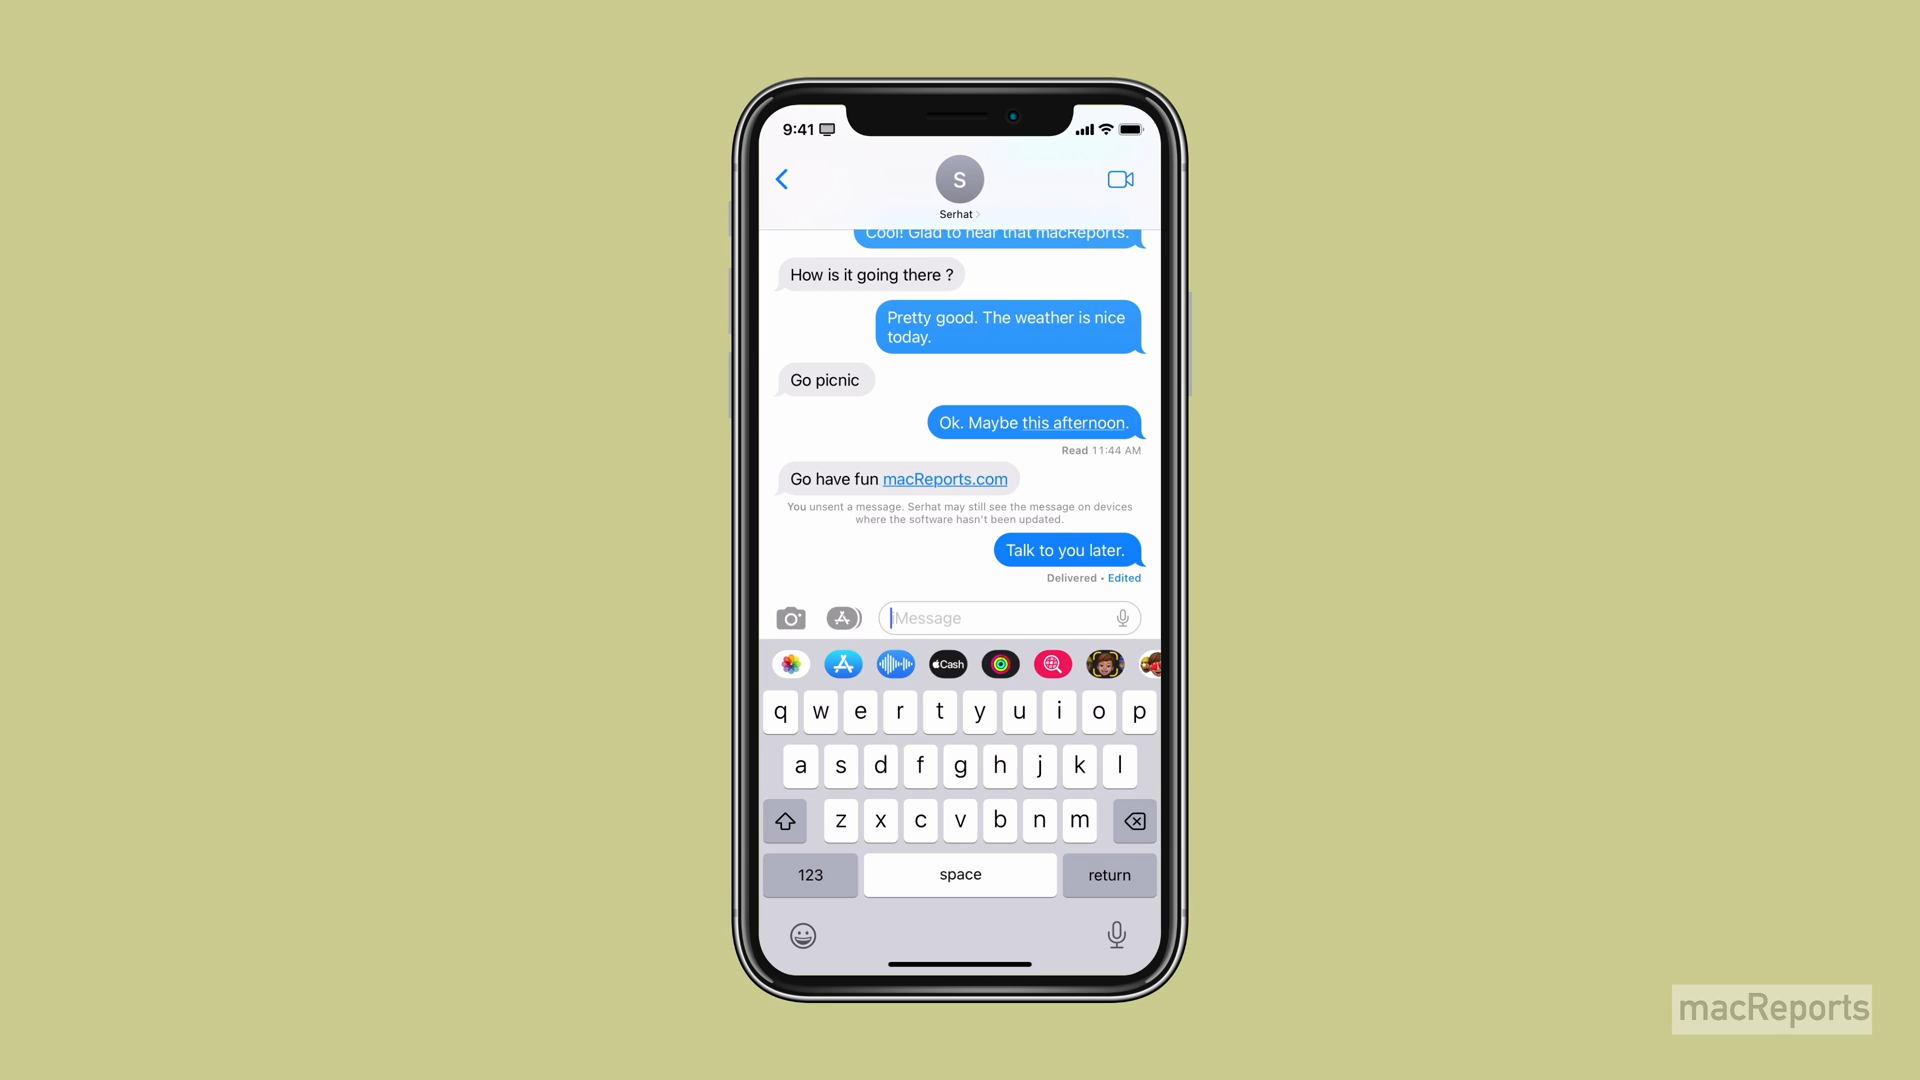 9:41
S
Serhat
Cool! Glad to hear that macReports.
How is it going there ?
Pretty good. The weather is nice
today.
Go picnic
Ok. Maybe this afternoon.
Read 11:44 AM
Go have fun macReports.com
You unsent a message. Serhat may still see the message on devices
where the software hasn't been updated.
Talk to you later.
Delivered • Edited
iMessage
Cash
q w e r t y u i o p
a s d f g h j k l
z x c v b n m
123 space return
macReports